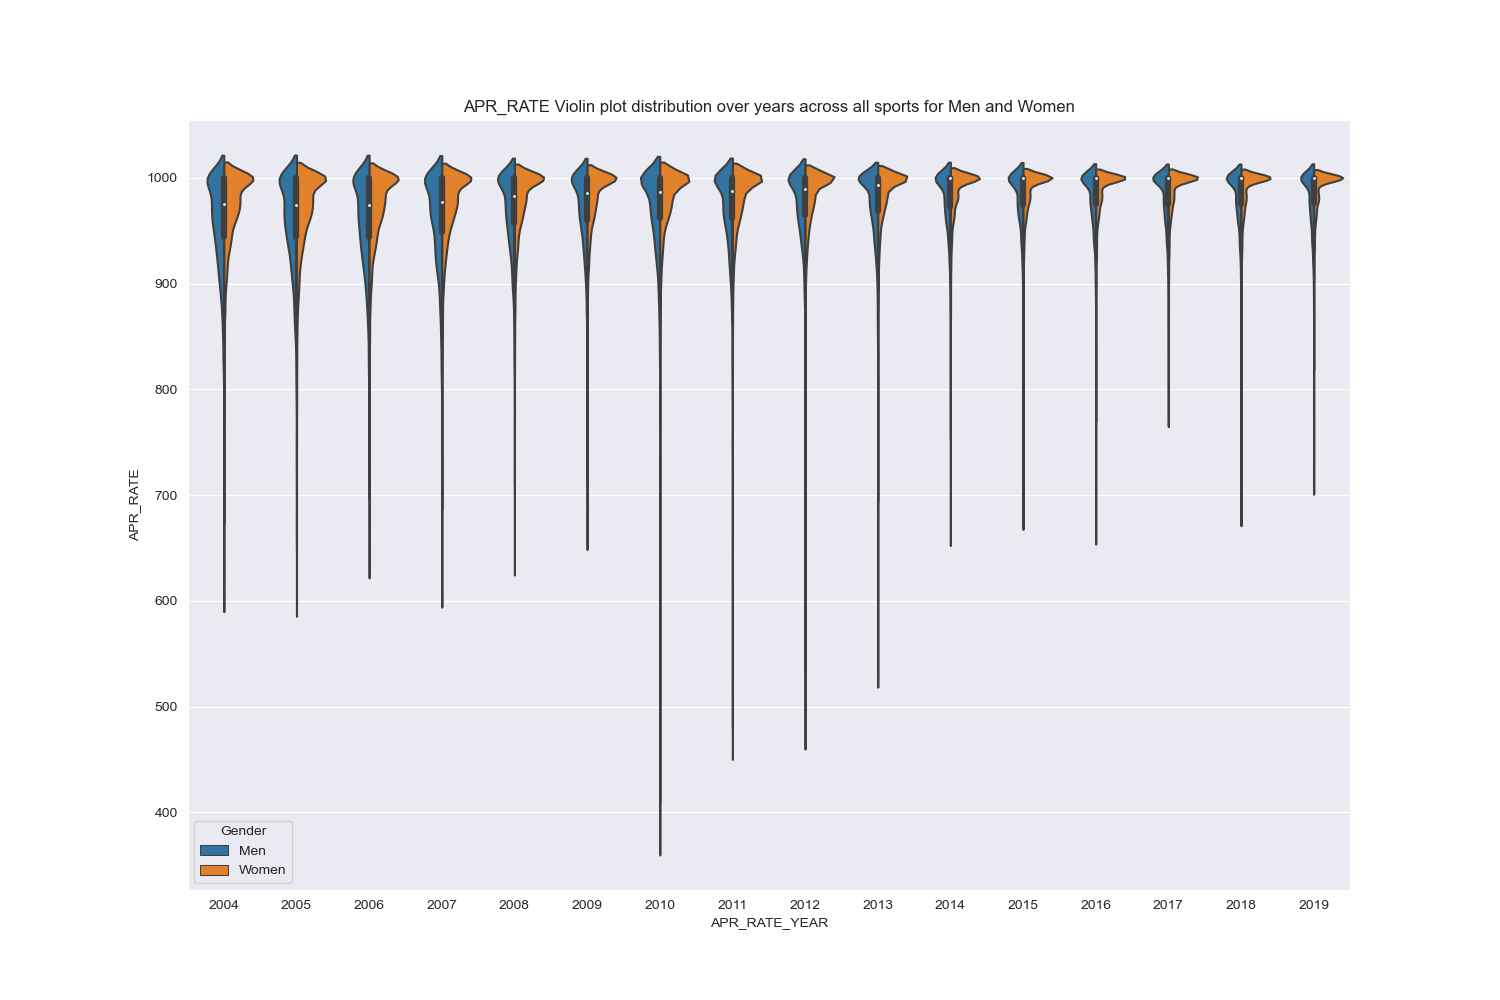 APR_RATE Violin plot distribution over years across all sports for Men and Women
1000
900
800
700
600
500
400
APR_RATE
Gender
Men
Women
2004 2005 2006 2007 2008 2009 2010 2011 2012 2013 2014 2015 2016 2017 2018 2019
APR_RATE_YEAR